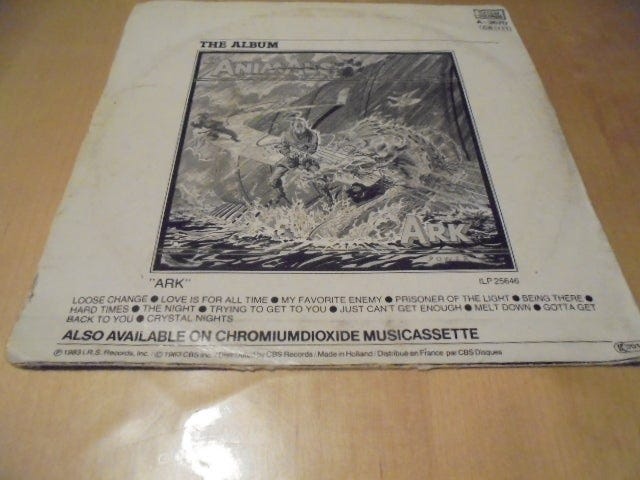 THE ALBUM
ANIMALS
ARK
"ARK"
ILP 25646
LOOSE CHANGE ● LOVE IS FOR ALL TIME ● MY FAVORITE ENEMY ● PRISONER OF THE LIGHT ● BEING THERE ●
HARD TIMES ● THE NIGHT ● TRYING TO GET TO YOU ● JUST CAN'T GET ENOUGH ● MELT DOWN ● GOTTA GET
BACK TO YOU ● CRYSTAL NIGHTS
ALSO AVAILABLE ON CHROMIUMDIOXIDE MUSICASSETTE
℗ 1983 I.R.S. Records, Inc. / © 1983 CBS Inc. / Distributed by CBS Records / Made in Holland / Distribué en France par CBS Disques